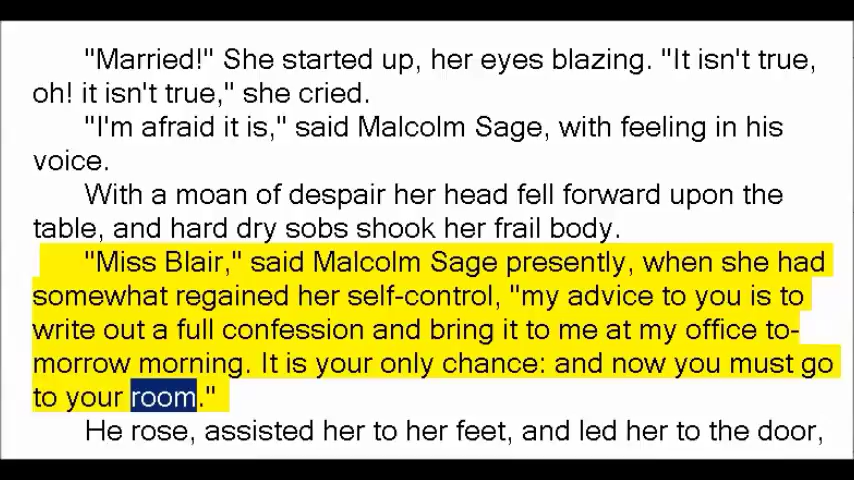 "Married!" She started up, her eyes blazing. "It isn't true,
oh! it isn't true," she cried.
"I'm afraid it is," said Malcolm Sage, with feeling in his
voice.
With a moan of despair her head fell forward upon the
table, and hard dry sobs shook her frail body.
"Miss Blair," said Malcolm Sage presently, when she had
somewhat regained her self-control, "my advice to you is to
write out a full confession and bring it to me at my office to-
morrow morning. It is your only chance: and now you must go
to your room."
He rose, assisted her to her feet, and led her to the door,